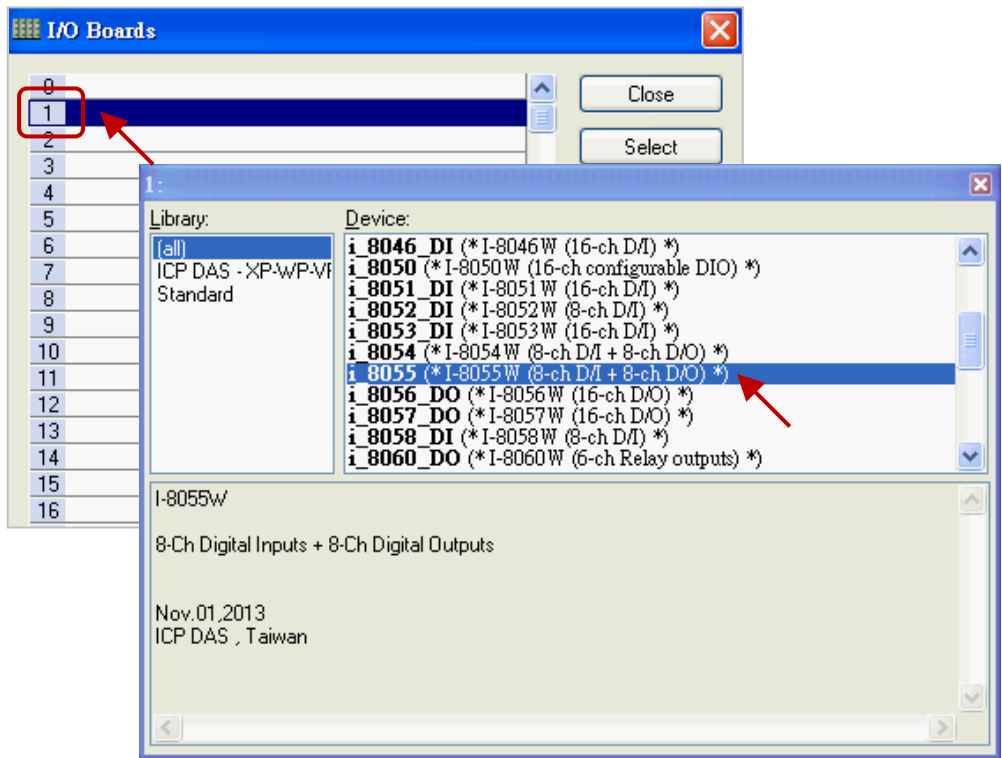 I/O Boards
0
1
2
3
4
5
6
7
8
9
10
11
12
13
14
15
16
Close
Select
1:
Library:
(all)
ICP DAS - XP-WP-VP
Standard
Device:
i_8046_DI (* I-8046W (16-ch D/I) *)
i_8050 (* I-8050W (16-ch configurable DIO) *)
i_8051_DI (* I-8051W (16-ch D/I) *)
i_8052_DI (* I-8052W (8-ch D/I) *)
i_8053_DI (* I-8053W (16-ch D/I) *)
i_8054 (* I-8054W (8-ch D/I + 8-ch D/O) *)
i_8055 (* I-8055W (8-ch D/I + 8-ch D/O) *)
i_8056_DO (* I-8056W (16-ch D/O) *)
i_8057_DO (* I-8057W (16-ch D/O) *)
i_8058_DI (* I-8058W (8-ch D/I) *)
i_8060_DO (* I-8060W (6-ch Relay outputs) *)
I-8055W
8-Ch Digital Inputs + 8-Ch Digital Outputs
Nov.01,2013
ICP DAS , Taiwan